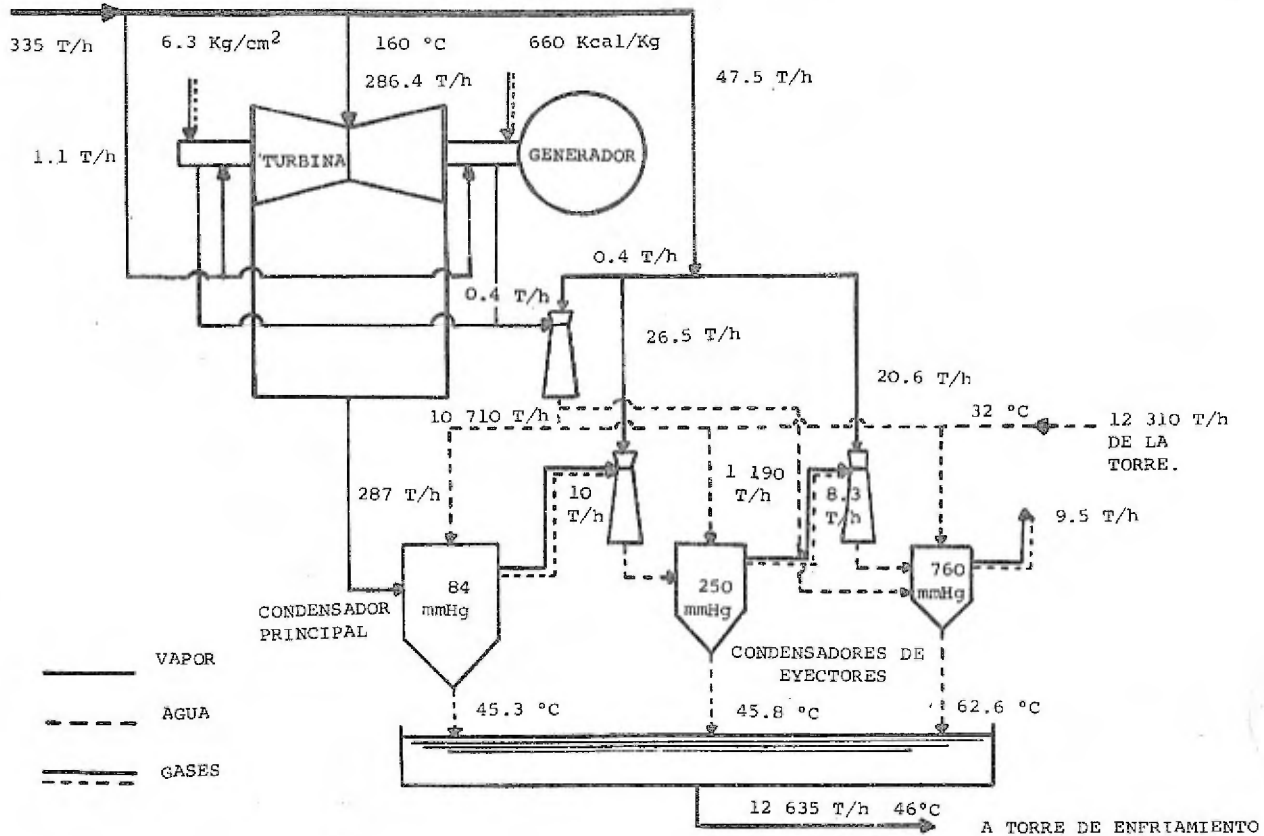 335 T/h
6.3 Kg/cm²
160 °C
660 Kcal/Kg
286.4 T/h
47.5 T/h
1.1 T/h
TURBINA
GENERADOR
0.4 T/h
0.4 T/h
26.5 T/h
20.6 T/h
10 710 T/h
32 °C
12 310 T/h
DE LA
TORRE.
287 T/h
10
T/h
1 190
T/h
8.3
T/h
9.5 T/h
84
mmHg
250
mmHg
760
mmHg
CONDENSADOR
PRINCIPAL
CONDENSADORES DE
EYECTORES
VAPOR
AGUA
GASES
45.3 °C
45.8 °C
62.6 °C
12 635 T/h 46°C
A TORRE DE ENFRIAMIENTO